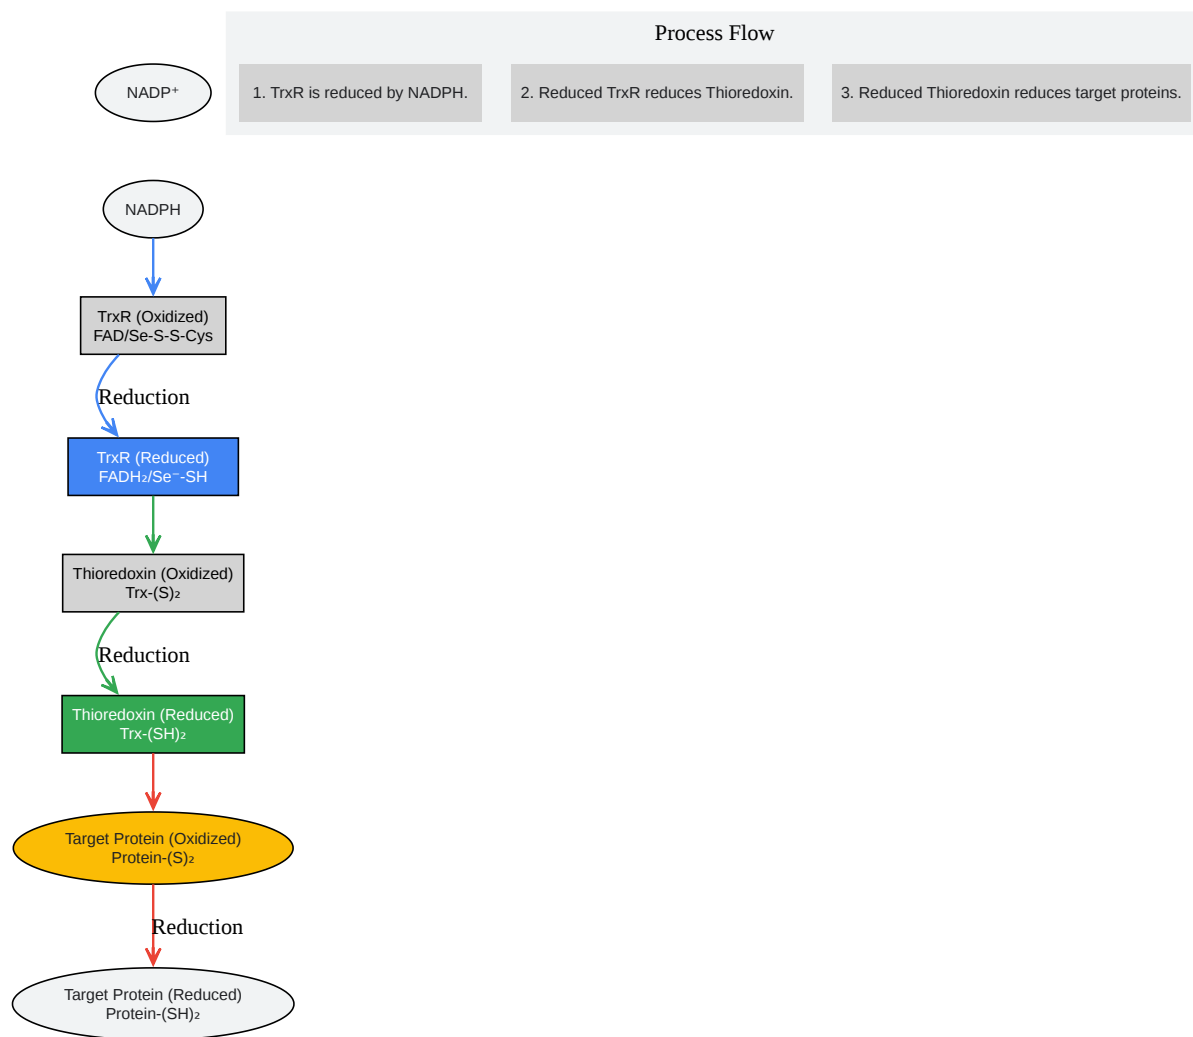 Process Flow
NADP⁺
1. TrxR is reduced by NADPH.
2. Reduced TrxR reduces Thioredoxin.
3. Reduced Thioredoxin reduces target proteins.
NADPH
TrxR (Oxidized)
FAD/Se-S-S-Cys
Reduction
TrxR (Reduced)
FADH₂/Se⁻-SH
Thioredoxin (Oxidized)
Trx-(S)₂
Reduction
Thioredoxin (Reduced)
Trx-(SH)₂
Target Protein (Oxidized)
Protein-(S)₂
Reduction
Target Protein (Reduced)
Protein-(SH)₂